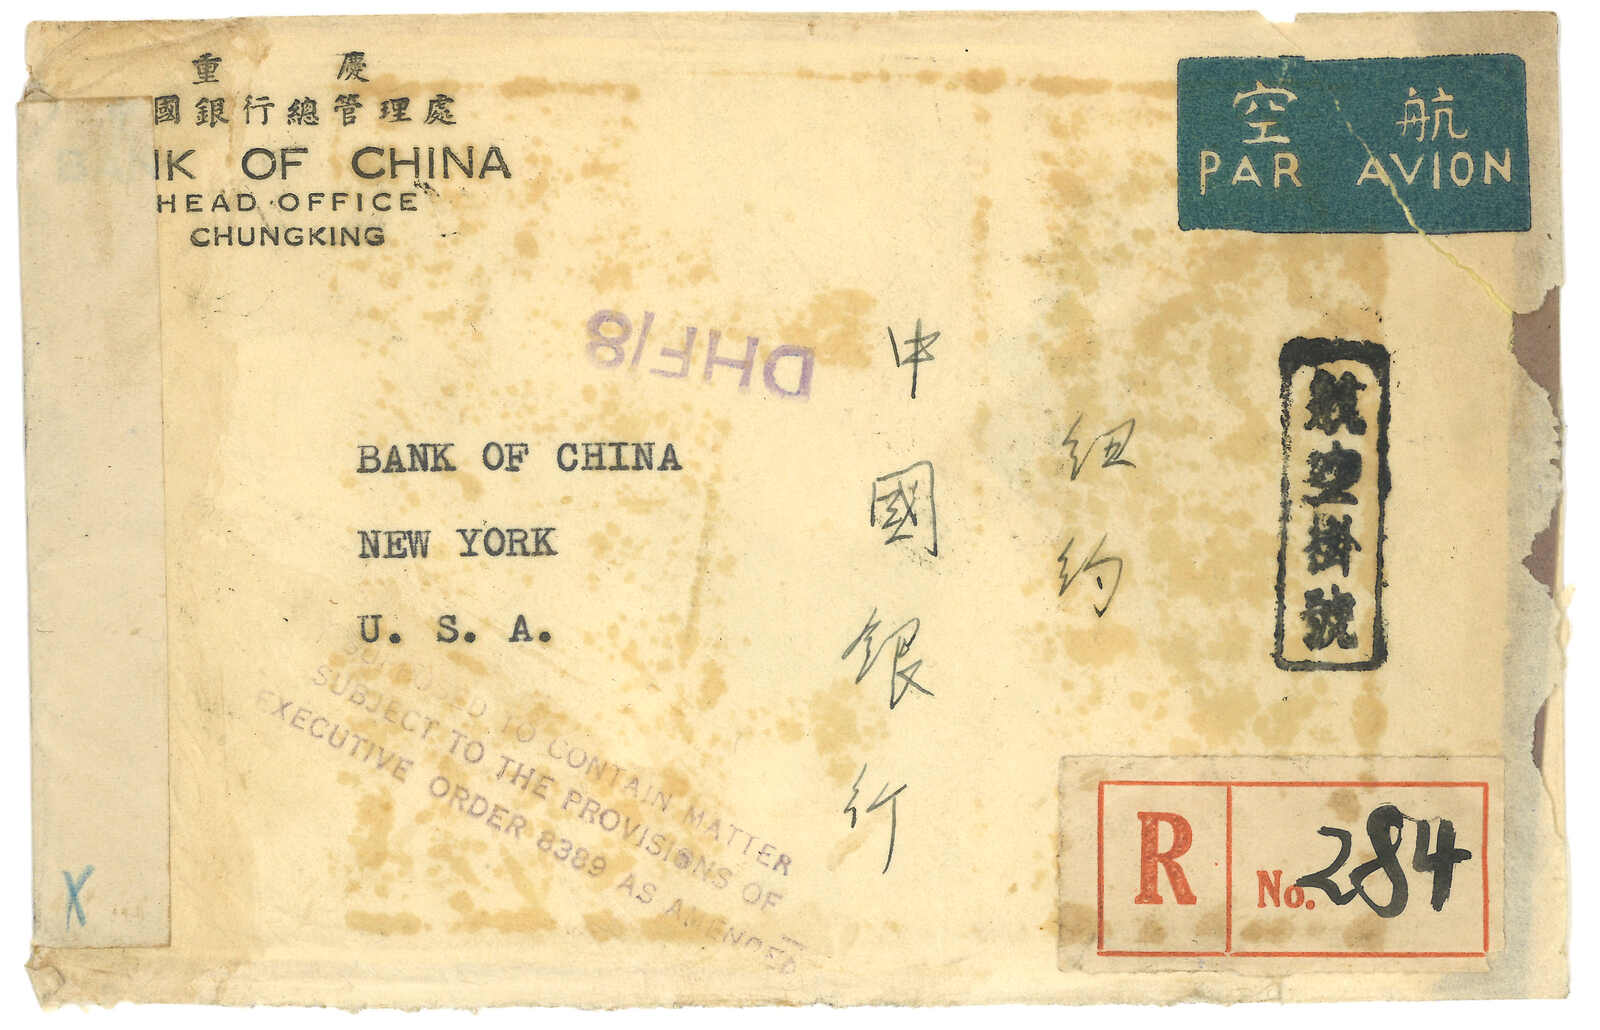 重 慶
國銀行總管理處
NK OF CHINA
HEAD OFFICE
CHUNGKING
空 航
PAR AVION
DHF/8
BANK OF CHINA
NEW YORK
U. S. A.
紐約
中國銀行
航空掛號
TO CONTAIN MATTER
SUBJECT TO THE PROVISIONS OF
EXECUTIVE ORDER 8389 AS AMENDED
R No. 284
X